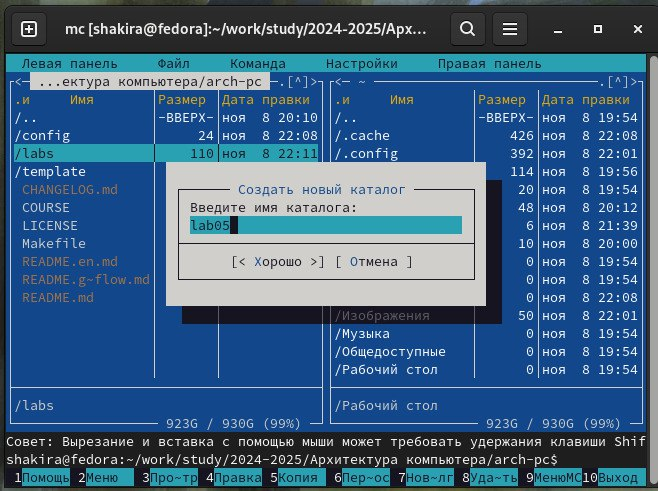 mc [shakira@fedora]:~/work/study/2024-2025/Арх...
Левая панель Файл Команда Настройки Правая панель
<─ ...ектура компьютера/arch-pc ─.[^]>
.и Имя Размер Дата правки
/.. -ВВЕРХ- ноя 8 20:10
/config 24 ноя 8 22:08
/labs 110 ноя 8 22:11
/template
CHANGELOG.md
COURSE
LICENSE
Makefile
README.en.md
README.g~flow.md
README.md
/labs
923G / 930G (99%)
<─ ~ ─.[^]>
.и Имя Размер Дата правки
/.. -ВВЕРХ- ноя 8 19:54
/.cache 426 ноя 8 22:08
/.config 392 ноя 8 22:01
114 ноя 8 19:56
20 ноя 8 19:54
48 ноя 8 20:12
6 ноя 8 21:39
10 ноя 8 20:00
0 ноя 8 19:54
0 ноя 8 19:54
0 ноя 8 22:08
/Изображения 50 ноя 8 22:01
/Музыка 0 ноя 8 19:54
/Общедоступные 0 ноя 8 19:54
/Рабочий стол 0 ноя 8 19:54
/Рабочий стол
923G / 930G (99%)
Создать новый каталог
Введите имя каталога:
lab05
[< Хорошо >] [ Отмена ]
Совет: Вырезание и вставка с помощью мыши может требовать удержания клавиши Shif
shakira@fedora:~/work/study/2024-2025/Архитектура компьютера/arch-pc$
1Помощь 2Меню 3Про~тр 4Правка 5Копия 6Пер~ос 7Нов~лг 8Уда~ть 9МенюMC 10Выход